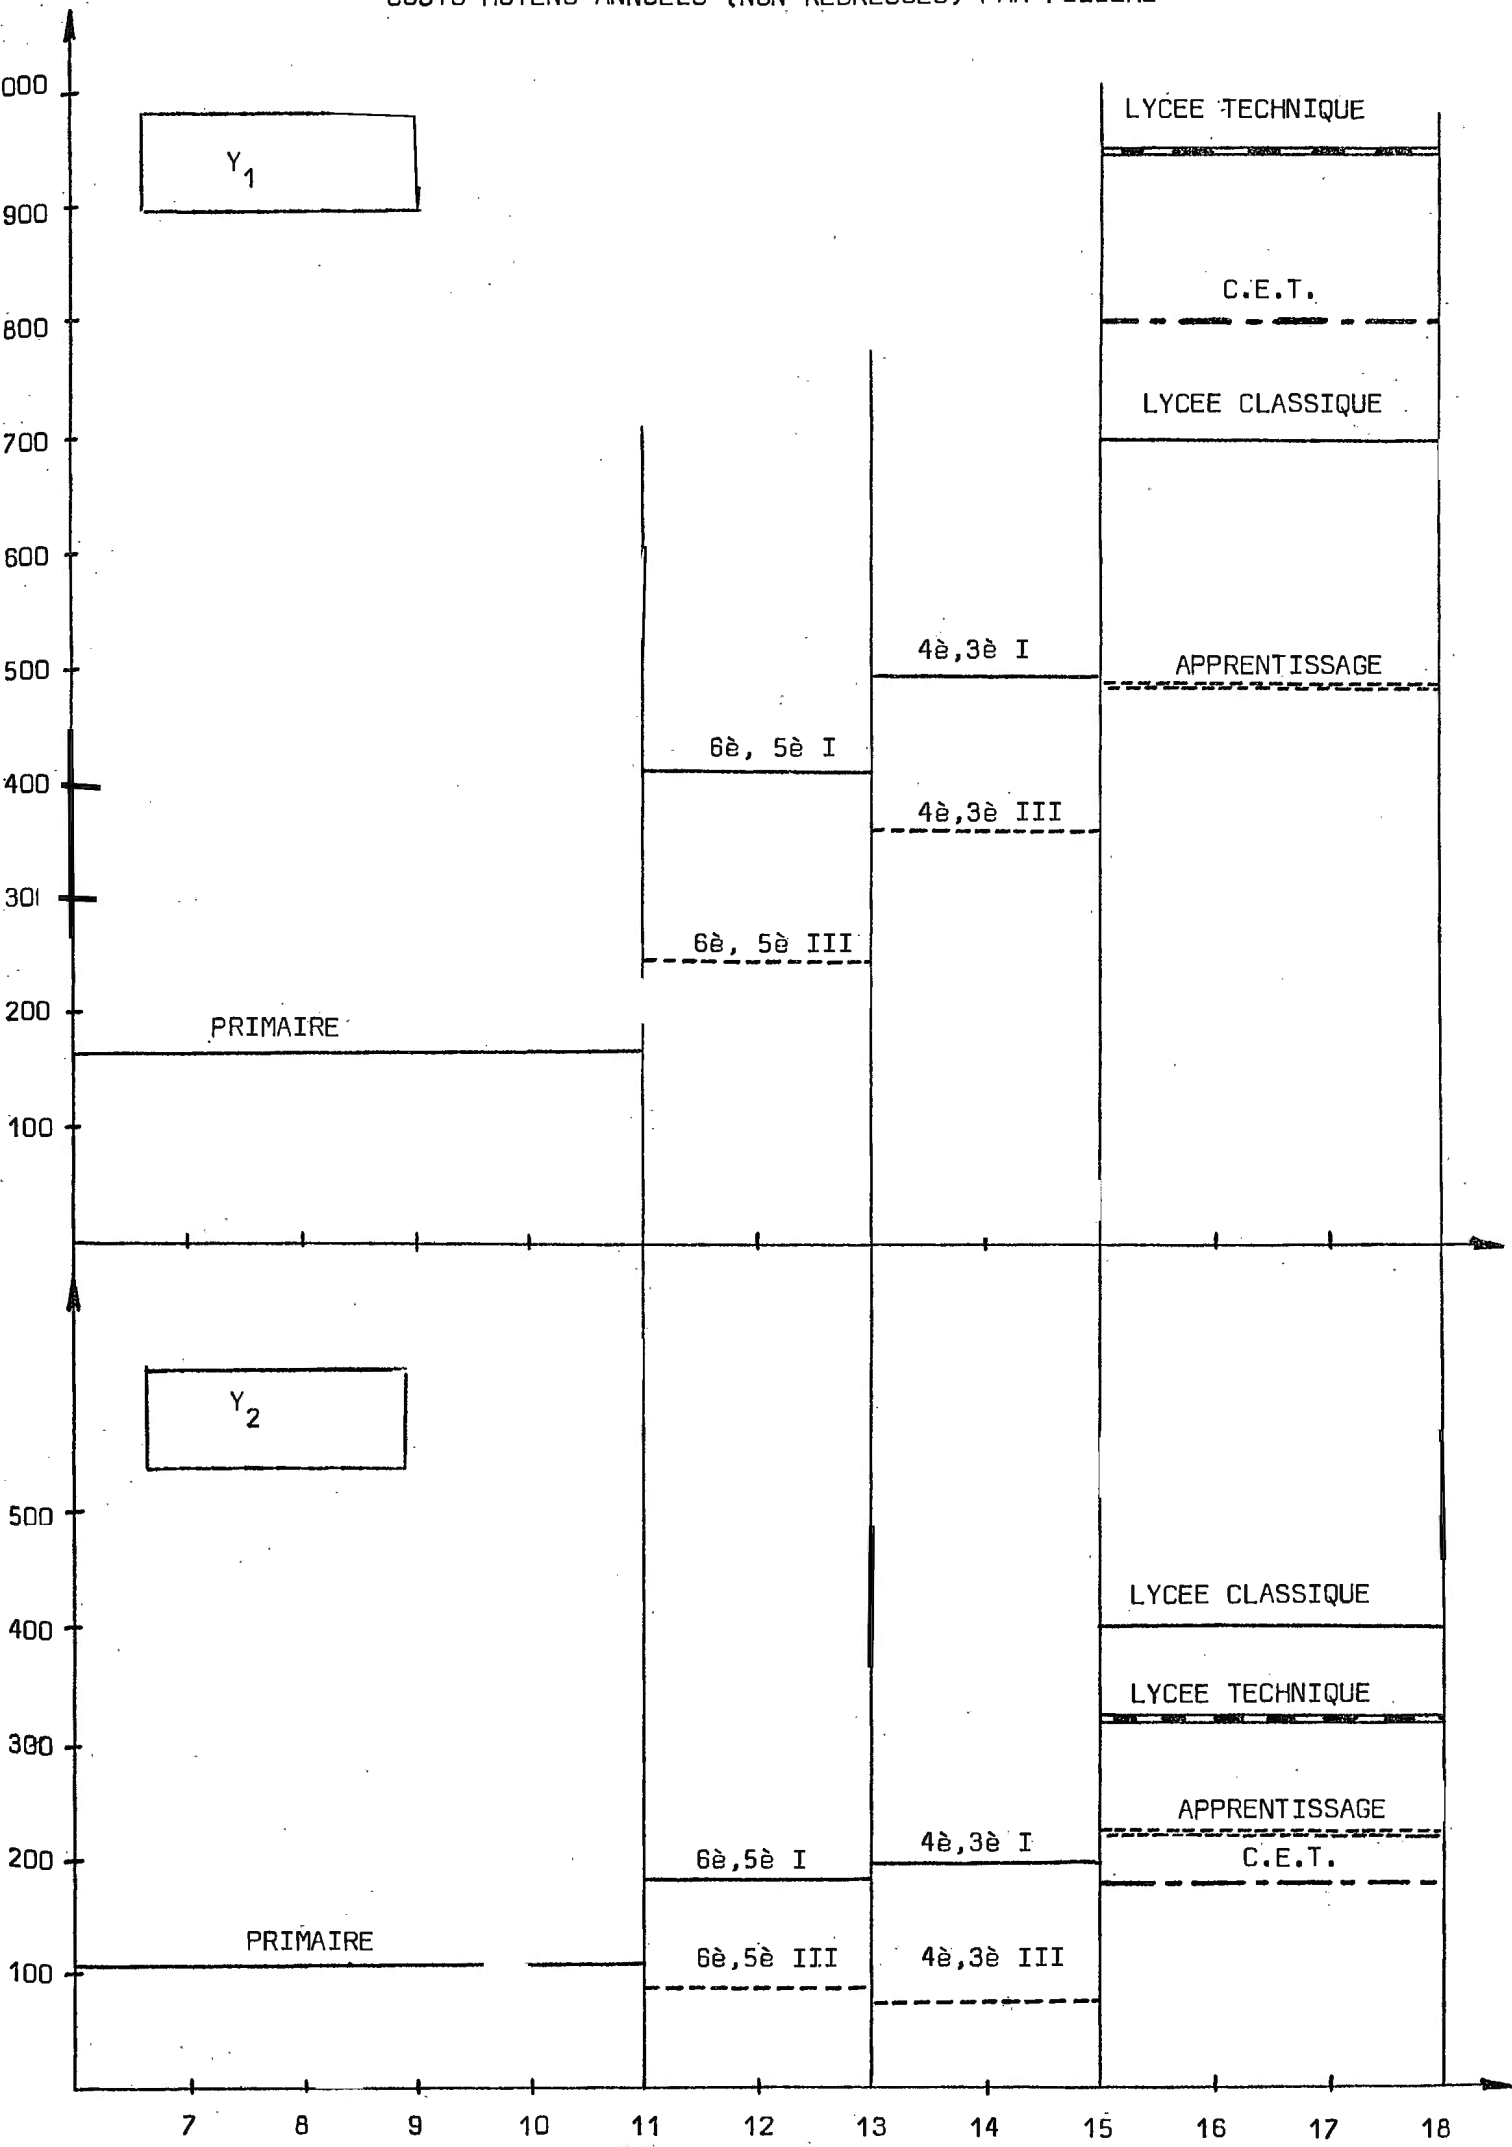 000
LYCEE TECHNIQUE
Y1
900
C.E.T.
800
LYCEE CLASSIQUE
700
600
4è,3è I
500
APPRENTISSAGE
6è, 5è I
400
4è,3è III
301
6è, 5è III
200
PRIMAIRE
100
Y2
500
LYCEE CLASSIQUE
400
LYCEE TECHNIQUE
300
APPRENTISSAGE
4è,3è I
200
6è,5è I
C.E.T.
PRIMAIRE
6è,5è III
4è,3è III
100
7 8 9 10 11 12 13 14 15 16 17 18